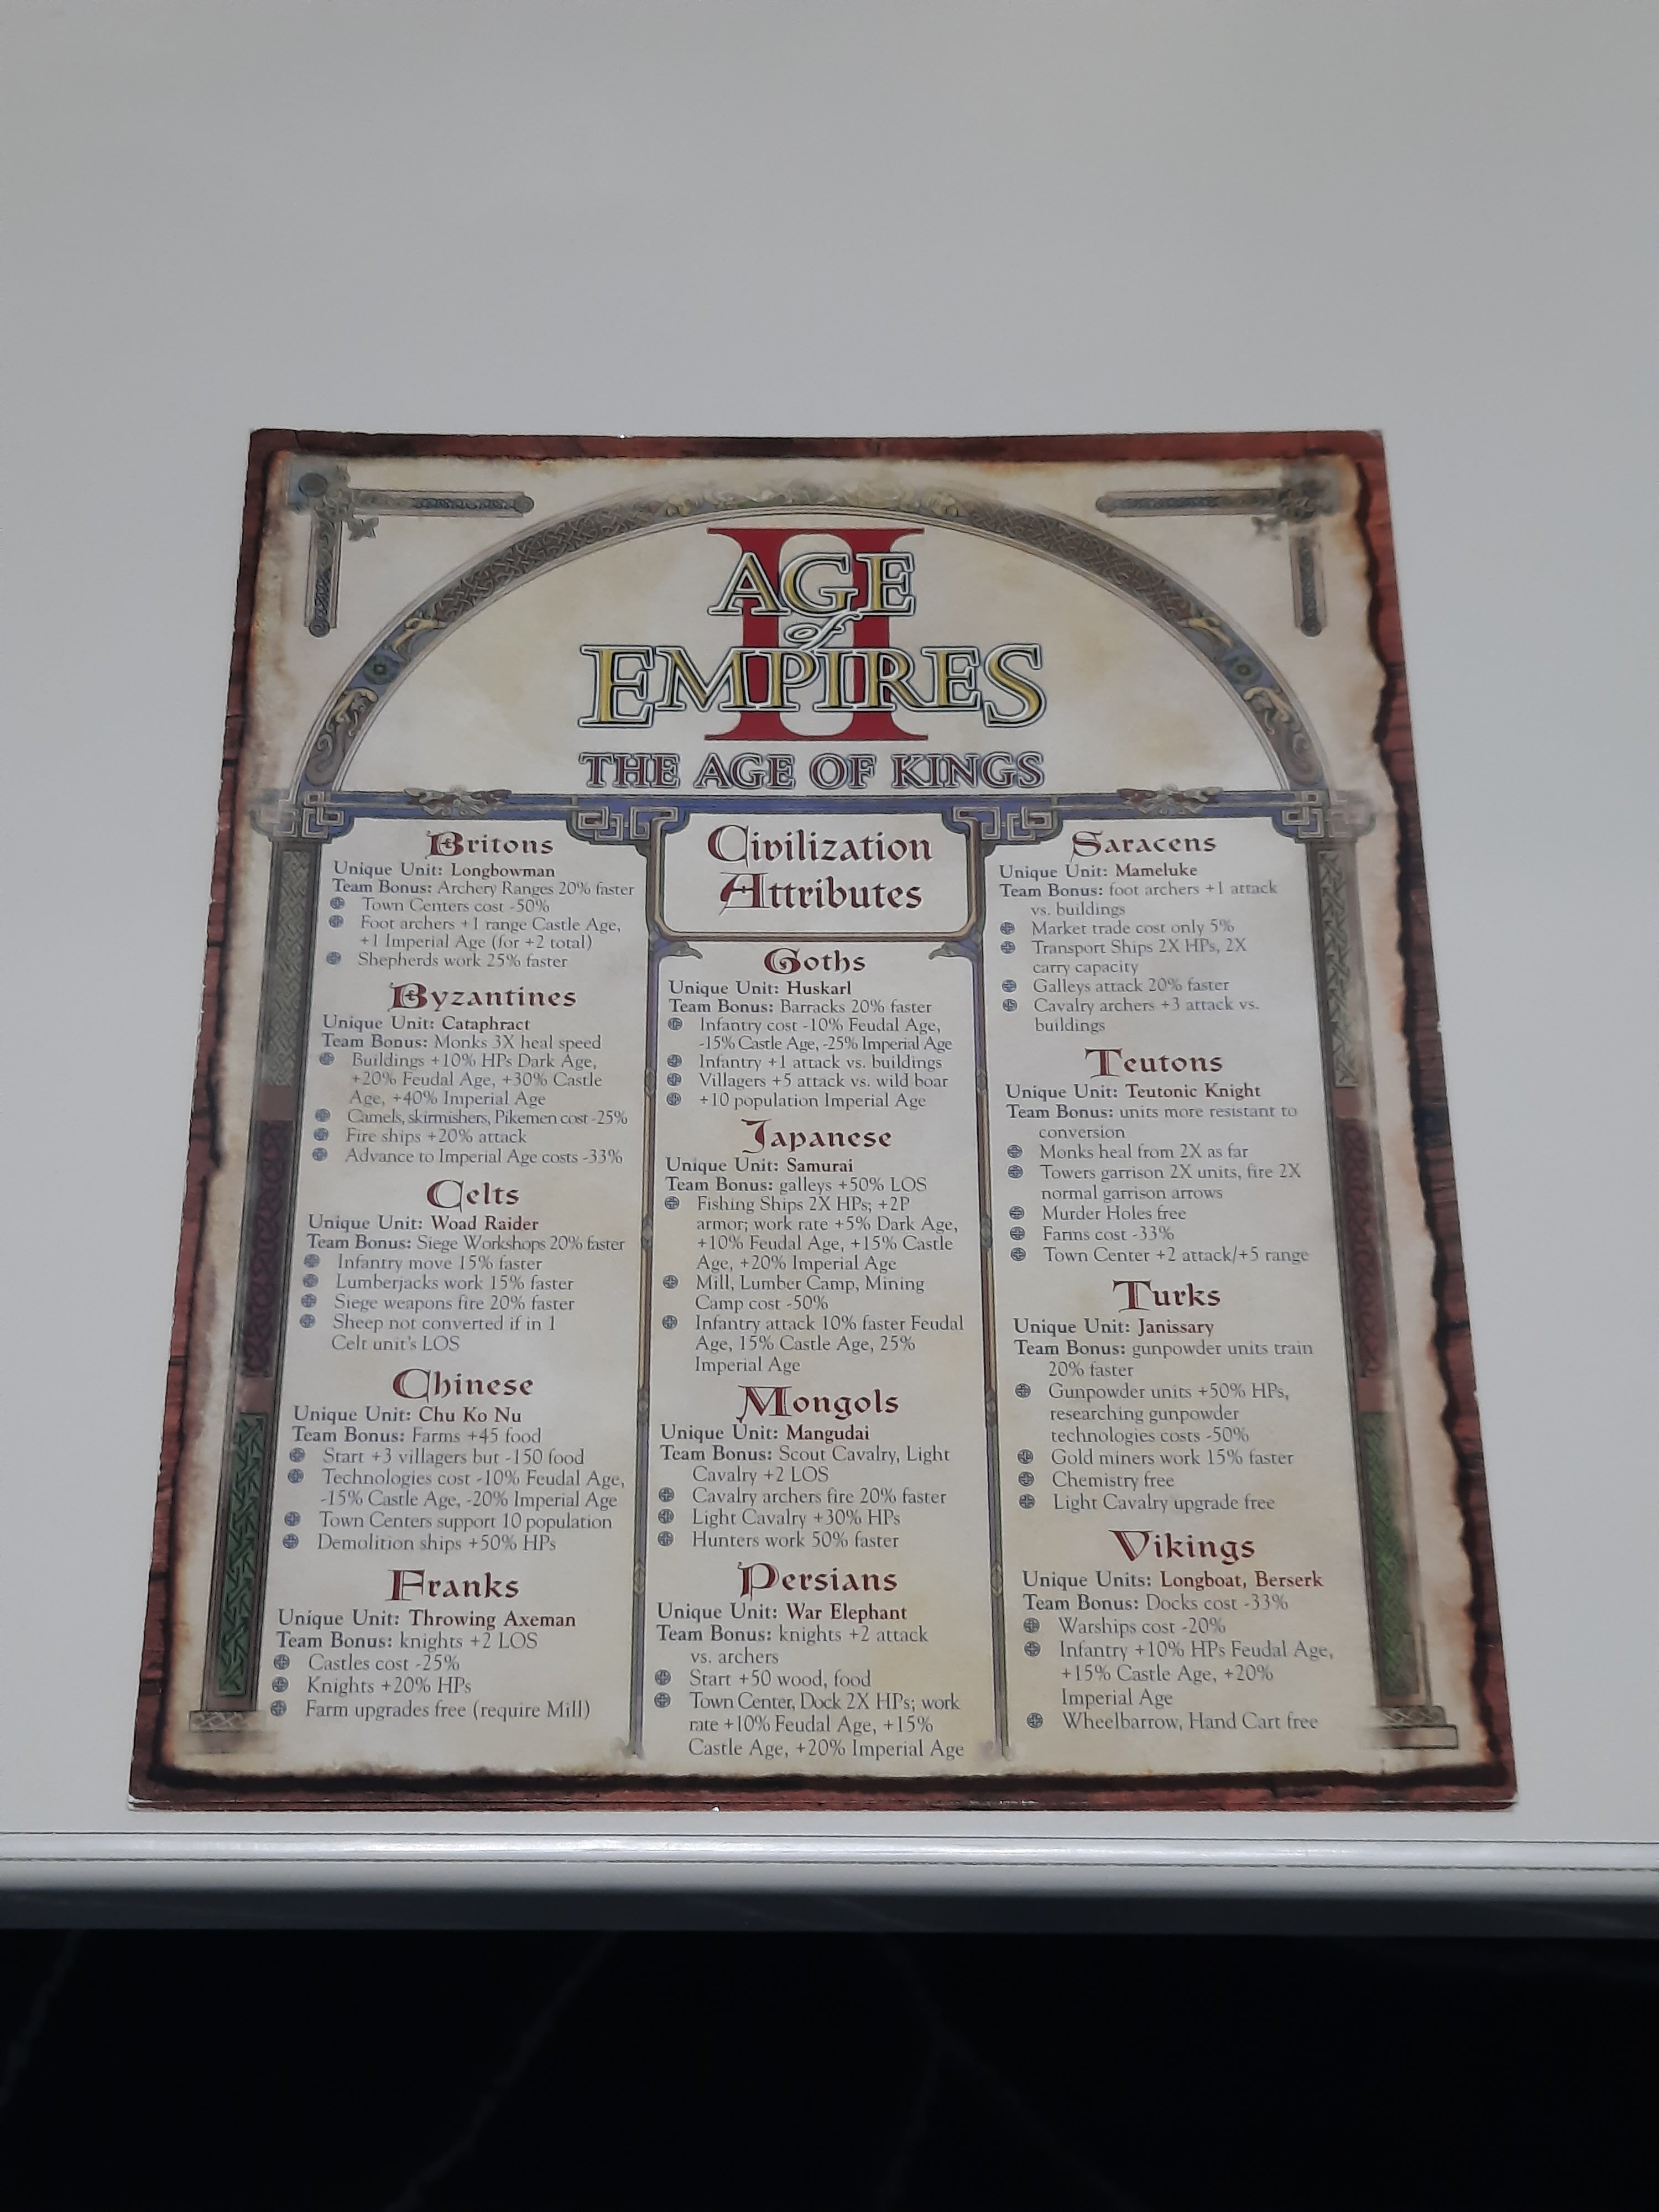 II
AGE
of
EMPIRES
THE AGE OF KINGS
Britons
Unique Unit: Longbowman
Team Bonus: Archery Ranges 20% faster
Town Centers cost -50%
Foot archers +1 range Castle Age,
+1 Imperial Age (for +2 total)
Shepherds work 25% faster
Byzantines
Unique Unit: Cataphract
Team Bonus: Monks 3X heal speed
Buildings +10% HPs Dark Age,
+20% Feudal Age, +30% Castle
Age, +40% Imperial Age
Camels, skirmishers, Pikemen cost -25%
Fire ships +20% attack
Advance to Imperial Age costs -33%
Celts
Unique Unit: Woad Raider
Team Bonus: Siege Workshops 20% faster
Infantry move 15% faster
Lumberjacks work 15% faster
Siege weapons fire 20% faster
Sheep not converted if in 1
Celt unit's LOS
Chinese
Unique Unit: Chu Ko Nu
Team Bonus: Farms +45 food
Start +3 villagers but -150 food
Technologies cost -10% Feudal Age,
-15% Castle Age, -20% Imperial Age
Town Centers support 10 population
Demolition ships +50% HPs
Franks
Unique Unit: Throwing Axeman
Team Bonus: knights +2 LOS
Castles cost -25%
Knights +20% HPs
Farm upgrades free (require Mill)
Civilization
Attributes
Goths
Unique Unit: Huskarl
Team Bonus: Barracks 20% faster
Infantry cost -10% Feudal Age,
-15% Castle Age, -25% Imperial Age
Infantry +1 attack vs. buildings
Villagers +5 attack vs. wild boar
+10 population Imperial Age
Japanese
Unique Unit: Samurai
Team Bonus: galleys +50% LOS
Fishing Ships 2X HPs; +2P
armor; work rate +5% Dark Age,
+10% Feudal Age, +15% Castle
Age, +20% Imperial Age
Mill, Lumber Camp, Mining
Camp cost -50%
Infantry attack 10% faster Feudal
Age, 15% Castle Age, 25%
Imperial Age
Mongols
Unique Unit: Mangudai
Team Bonus: Scout Cavalry, Light
Cavalry +2 LOS
Cavalry archers fire 20% faster
Light Cavalry +30% HPs
Hunters work 50% faster
Persians
Unique Unit: War Elephant
Team Bonus: knights +2 attack
vs. archers
Start +50 wood, food
Town Center, Dock 2X HPs; work
rate +10% Feudal Age, +15%
Castle Age, +20% Imperial Age
Saracens
Unique Unit: Mameluke
Team Bonus: foot archers +1 attack
vs. buildings
Market trade cost only 5%
Transport Ships 2X HPs, 2X
carry capacity
Galleys attack 20% faster
Cavalry archers +3 attack vs.
buildings
Teutons
Unique Unit: Teutonic Knight
Team Bonus: units more resistant to
conversion
Monks heal from 2X as far
Towers garrison 2X units, fire 2X
normal garrison arrows
Murder Holes free
Farms cost -33%
Town Center +2 attack/+5 range
Turks
Unique Unit: Janissary
Team Bonus: gunpowder units train
20% faster
Gunpowder units +50% HPs,
researching gunpowder
technologies costs -50%
Gold miners work 15% faster
Chemistry free
Light Cavalry upgrade free
Vikings
Unique Units: Longboat, Berserk
Team Bonus: Docks cost -33%
Warships cost -20%
Infantry +10% HPs Feudal Age,
+15% Castle Age, +20%
Imperial Age
Wheelbarrow, Hand Cart free